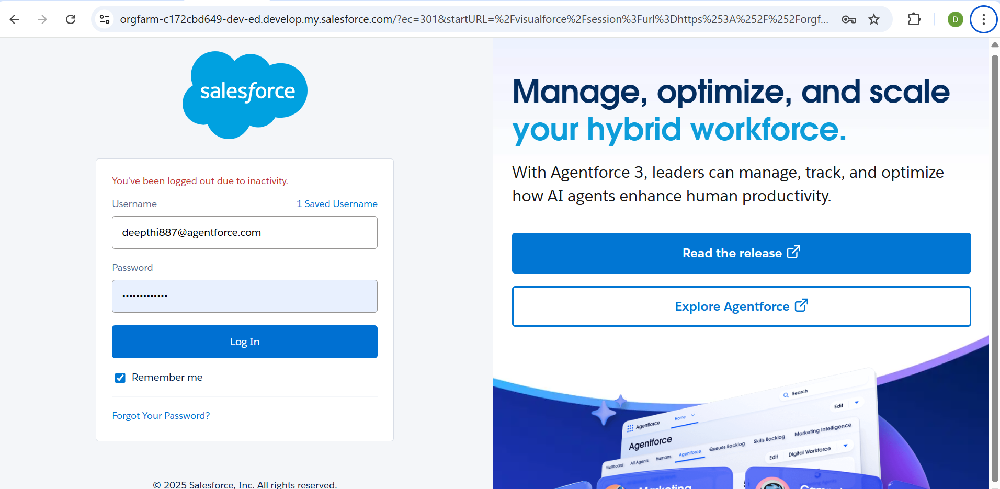 orgfarm-c172cbd649-dev-ed.develop.my.salesforce.com/?ec=301&startURL=%2Fvisualforce%2Fsession%3Furl%3Dhttps%253A%252F%252Forgf...
D
salesforce
You've been logged out due to inactivity.
Username
1 Saved Username
deepthi887@agentforce.com
Password
•••••••••••••
Log In
Remember me
Forgot Your Password?
© 2025 Salesforce, Inc. All rights reserved.
Manage, optimize, and scale
your hybrid workforce.
With Agentforce 3, leaders can manage, track, and optimize
how AI agents enhance human productivity.
Read the release
Explore Agentforce
Search
Edit
Agentforce
Home
Agentforce
Wallboard
All Agents
Humans
Agentforce
Queues Backlog
Skills Backlog
Marketing Intelligence
Edit
Digital Workforce
Marketing